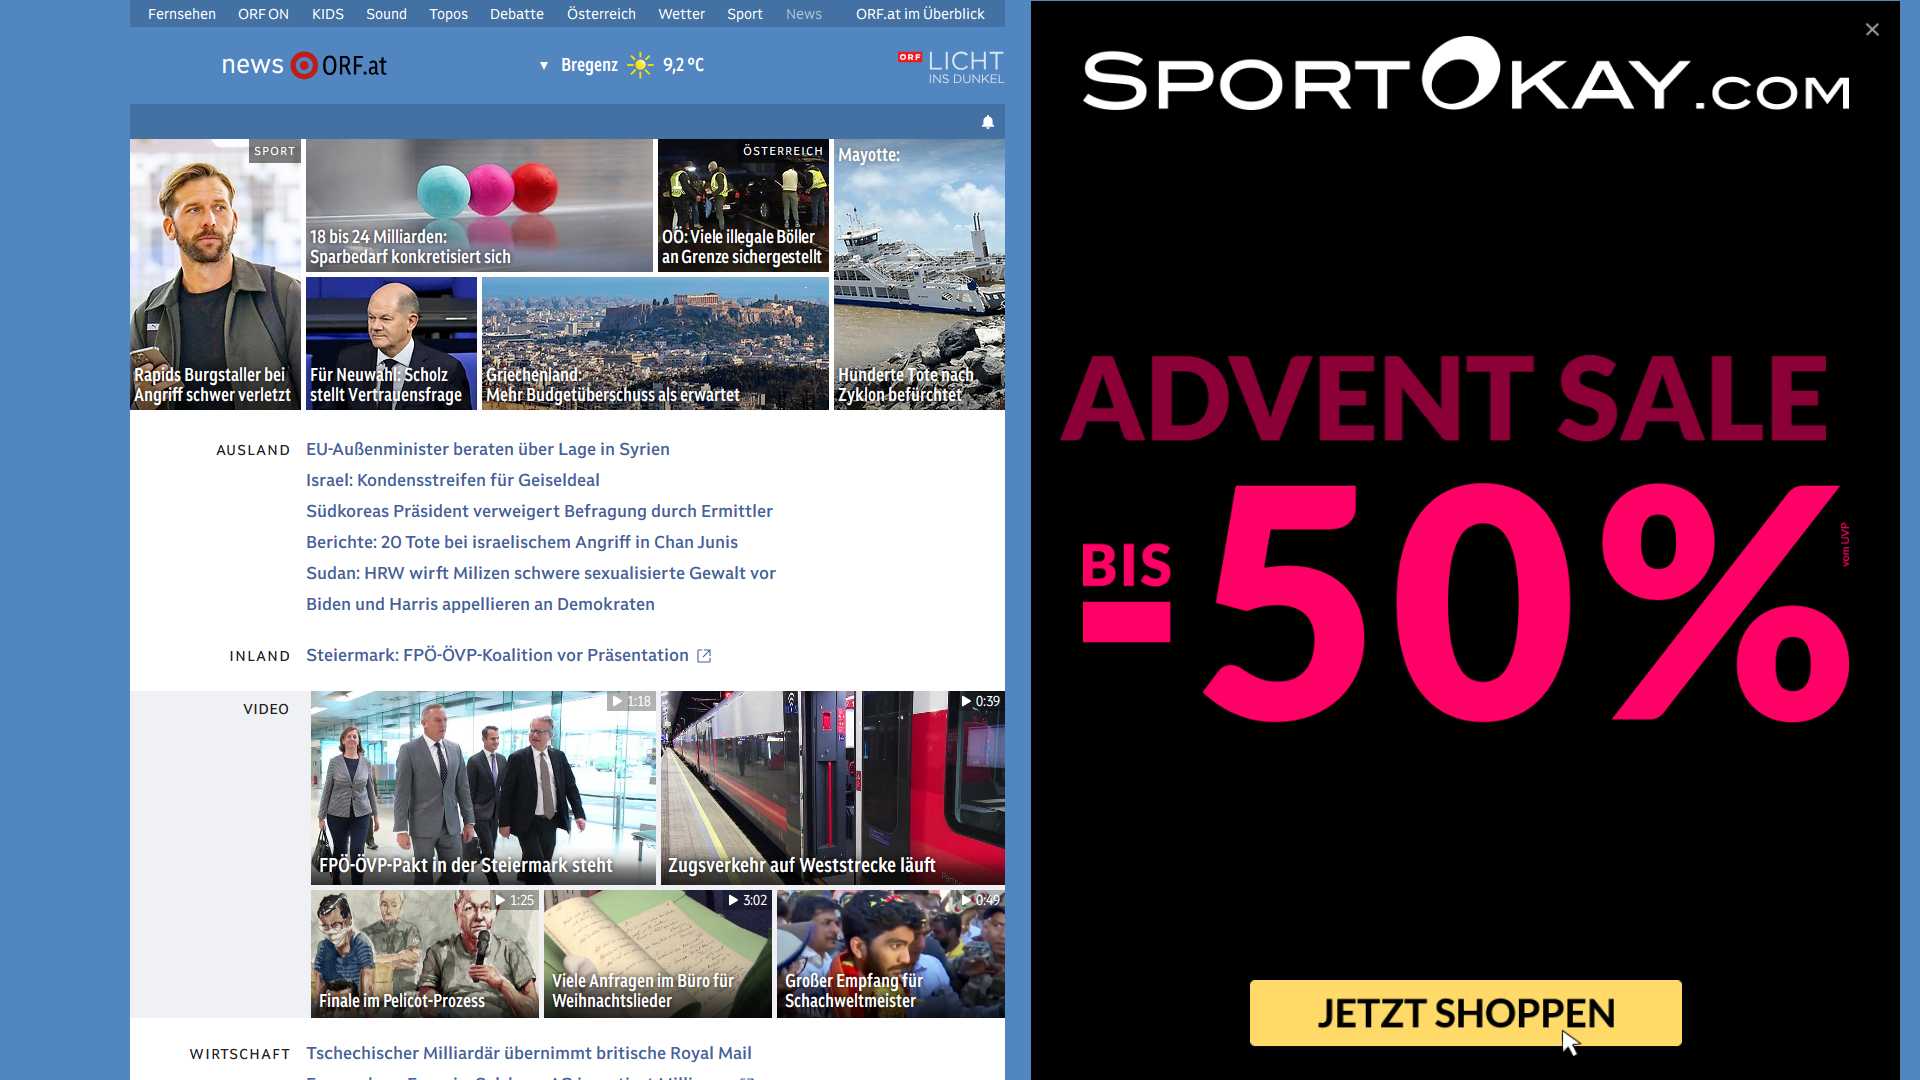 Fernsehen ORF ON KIDS Sound Topos Debatte Österreich Wetter Sport News ORF.at im Überblick
news ORF.at
Bregenz 9,2 °C
ORF LICHT
INS DUNKEL
SPORT
Rapids Burgstaller bei
Angriff schwer verletzt
18 bis 24 Milliarden:
Sparbedarf konkretisiert sich
ÖSTERREICH
OÖ: Viele illegale Böller
an Grenze sichergestellt
Mayotte:
Hunderte Tote nach
Zyklon befürchtet
Für Neuwahl: Scholz
stellt Vertrauensfrage
Griechenland:
Mehr Budgetüberschuss als erwartet
AUSLAND
EU-Außenminister beraten über Lage in Syrien
Israel: Kondensstreifen für Geiseldeal
Südkoreas Präsident verweigert Befragung durch Ermittler
Berichte: 20 Tote bei israelischem Angriff in Chan Junis
Sudan: HRW wirft Milizen schwere sexualisierte Gewalt vor
Biden und Harris appellieren an Demokraten
INLAND
Steiermark: FPÖ-ÖVP-Koalition vor Präsentation
VIDEO
1:18
FPÖ-ÖVP-Pakt in der Steiermark steht
0:39
Zugsverkehr auf Weststrecke läuft
1:25
Finale im Pelicot-Prozess
3:02
Viele Anfragen im Büro für
Weihnachtslieder
0:49
Großer Empfang für
Schachweltmeister
WIRTSCHAFT
Tschechischer Milliardär übernimmt britische Royal Mail
SPORTOKAY.COM
ADVENT SALE
BIS
-50%
vom UVP
JETZT SHOPPEN